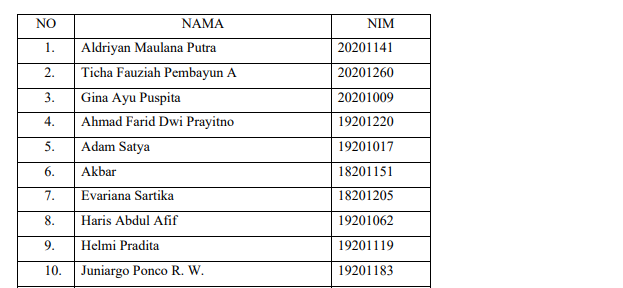 NO NAMA NIM
1. Aldriyan Maulana Putra 20201141
2. Ticha Fauziah Pembayun A 20201260
3. Gina Ayu Puspita 20201009
4. Ahmad Farid Dwi Prayitno 19201220
5. Adam Satya 19201017
6. Akbar 18201151
7. Evariana Sartika 18201205
8. Haris Abdul Afif 19201062
9. Helmi Pradita 19201119
10. Juniargo Ponco R. W. 19201183